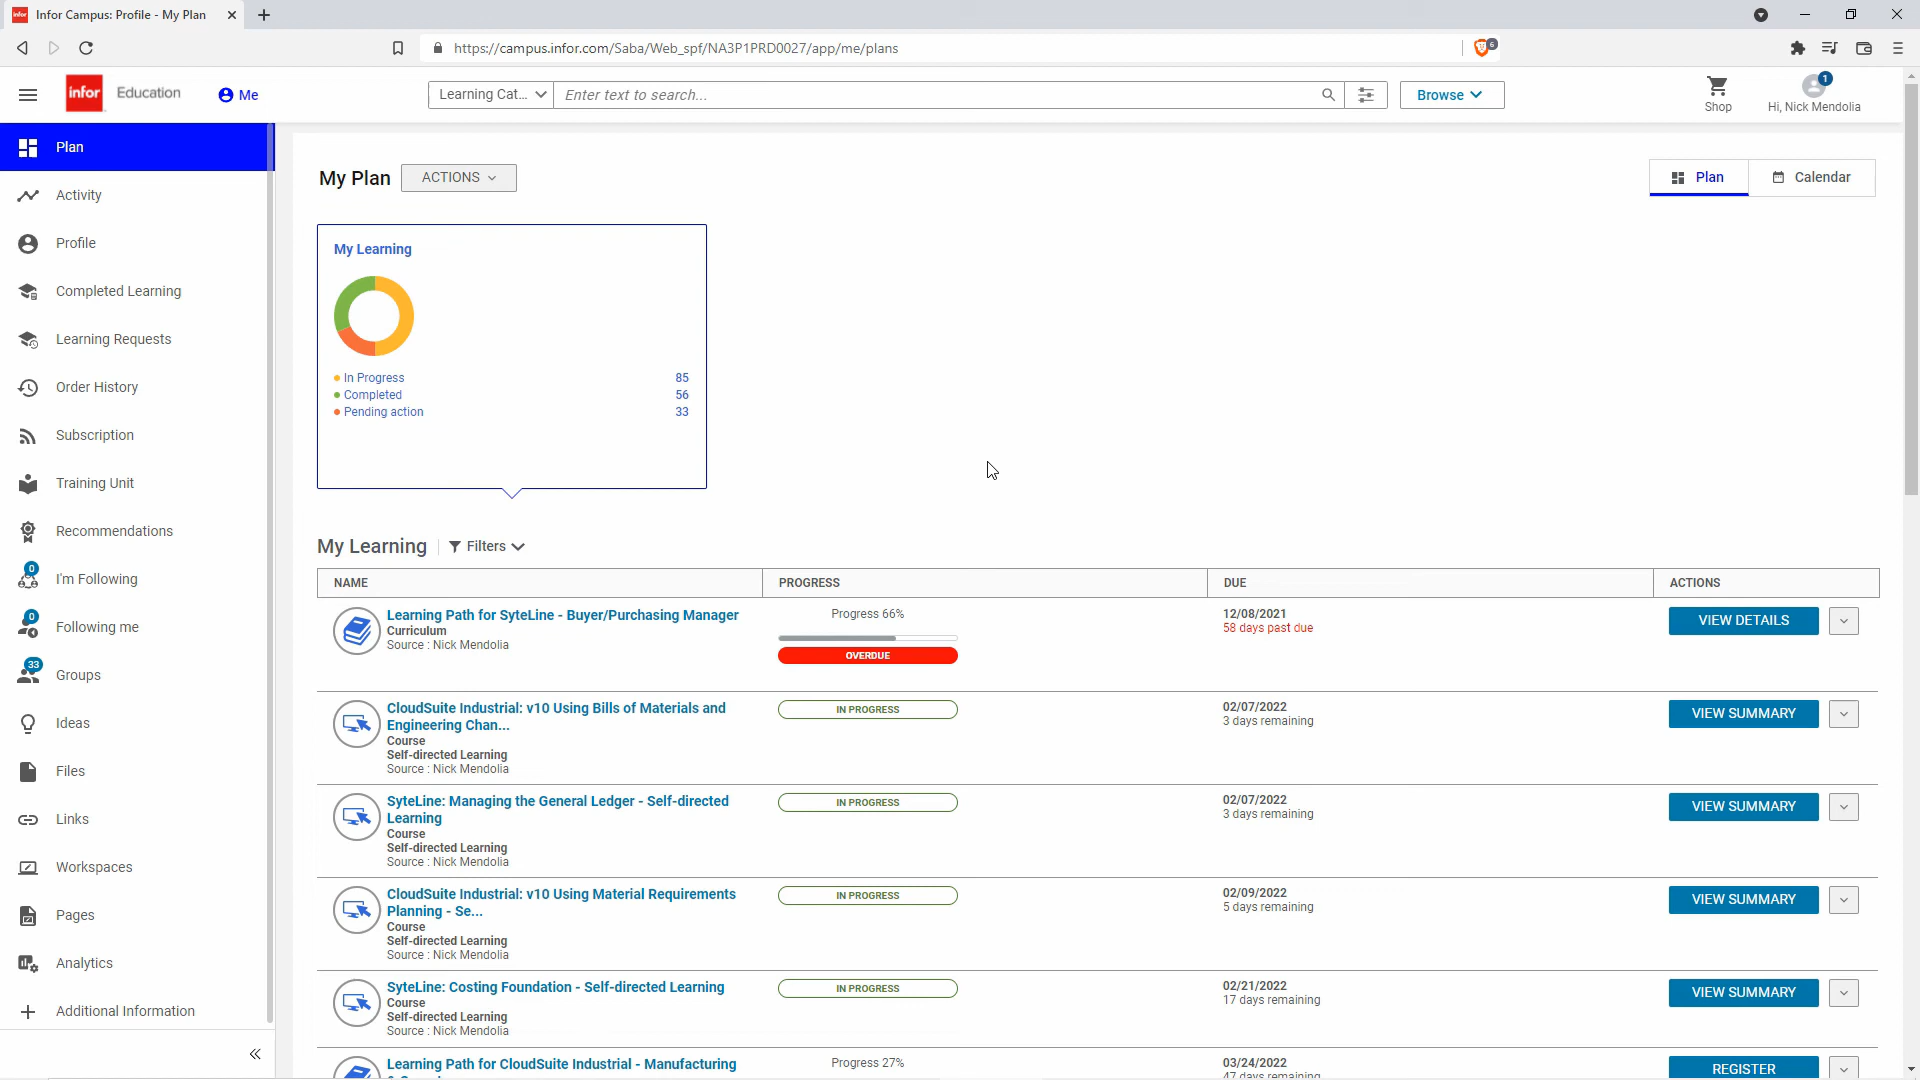 infor Infor Campus: Profile - My Plan
https://campus.infor.com/Saba/Web_spf/NA3P1PRD0027/app/me/plans
6
infor Education
Me
Learning Cat...
Enter text to search...
Browse
Shop
1
Hi, Nick Mendolia
Plan
Activity
Profile
Completed Learning
Learning Requests
Order History
Subscription
Training Unit
Recommendations
0
I'm Following
0
Following me
33
Groups
Ideas
Files
Links
Workspaces
Pages
Analytics
Additional Information
My Plan
ACTIONS
Plan
Calendar
My Learning
In Progress 85
Completed 56
Pending action 33
My Learning
Filters
NAME PROGRESS DUE ACTIONS
Learning Path for SyteLine - Buyer/Purchasing Manager
Curriculum
Source : Nick Mendolia
Progress 66%
OVERDUE
12/08/2021
58 days past due
VIEW DETAILS
CloudSuite Industrial: v10 Using Bills of Materials and
Engineering Chan...
Course
Self-directed Learning
Source : Nick Mendolia
IN PROGRESS
02/07/2022
3 days remaining
VIEW SUMMARY
SyteLine: Managing the General Ledger - Self-directed
Learning
Course
Self-directed Learning
Source : Nick Mendolia
IN PROGRESS
02/07/2022
3 days remaining
VIEW SUMMARY
CloudSuite Industrial: v10 Using Material Requirements
Planning - Se...
Course
Self-directed Learning
Source : Nick Mendolia
IN PROGRESS
02/09/2022
5 days remaining
VIEW SUMMARY
SyteLine: Costing Foundation - Self-directed Learning
Course
Self-directed Learning
Source : Nick Mendolia
IN PROGRESS
02/21/2022
17 days remaining
VIEW SUMMARY
Learning Path for CloudSuite Industrial - Manufacturing
Progress 27%
03/24/2022
47 days remaining
REGISTER